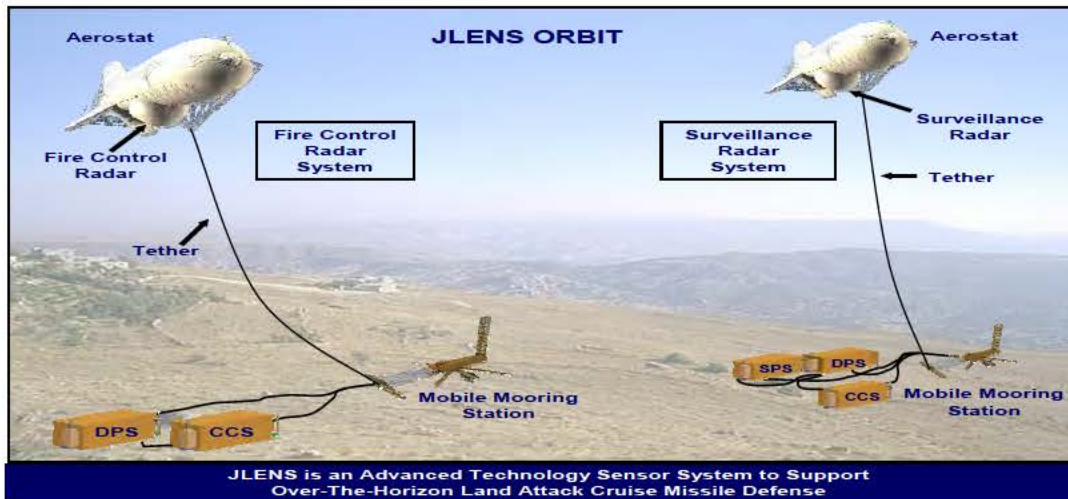 JLENS ORBIT
Aerostat
Fire Control
Radar
Fire Control
Radar
System
Tether
Mobile Mooring
Station
DPS
CCS
Aerostat
Surveillance
Radar
Surveillance
Radar
System
Tether
SPS
DPS
CCS
Mobile Mooring
Station
JLENS is an Advanced Technology Sensor System to Support
Over-The-Horizon Land Attack Cruise Missile Defense